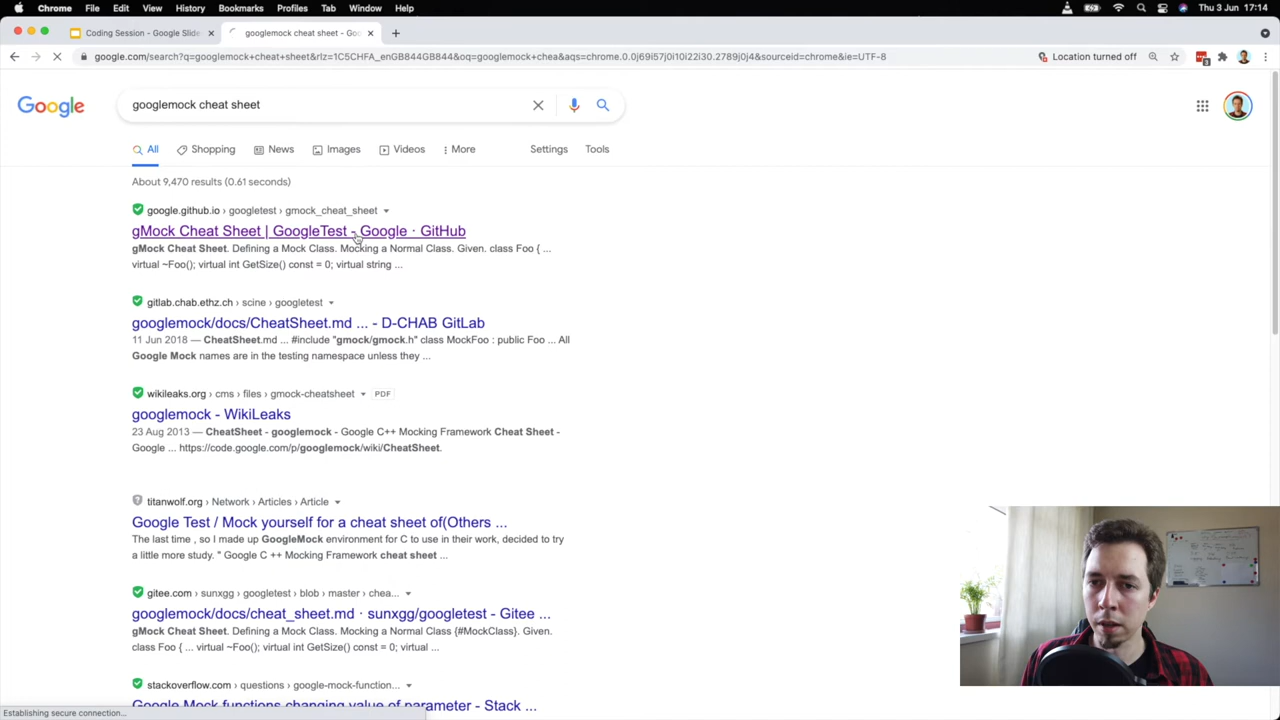 Chrome File Edit View History Bookmarks Profiles Tab Window Help Thu 3 Jun 17:14
Coding Session - Google Slide googlemock cheat sheet - Goo
google.com/search?q=googlemock+cheat+sheet&rlz=1C5CHFA_enGB844GB844&oq=googlemock+chea&aqs=chrome.0.0j69i57j0i10i22i30.2789j0j4&sourceid=chrome&ie=UTF-8 Location turned off
Google googlemock cheat sheet
All Shopping News Images Videos More Settings Tools
About 9,470 results (0.61 seconds)
google.github.io › googletest › gmock_cheat_sheet
gMock Cheat Sheet | GoogleTest - Google · GitHub
gMock Cheat Sheet. Defining a Mock Class. Mocking a Normal Class. Given. class Foo { ...
virtual ~Foo(); virtual int GetSize() const = 0; virtual string ...
gitlab.chab.ethz.ch › scine › googletest
googlemock/docs/CheatSheet.md ... - D-CHAB GitLab
11 Jun 2018 — CheatSheet.md ... #include "gmock/gmock.h" class MockFoo : public Foo ... All
Google Mock names are in the testing namespace unless they ...
wikileaks.org › cms › files › gmock-cheatsheet PDF
googlemock - WikiLeaks
23 Aug 2013 — CheatSheet - googlemock - Google C++ Mocking Framework Cheat Sheet -
Google ... https://code.google.com/p/googlemock/wiki/CheatSheet.
titanwolf.org › Network › Articles › Article
Google Test / Mock yourself for a cheat sheet of(Others ...
The last time , so I made up GoogleMock environment for C to use in their work, decided to try
a little more study. " Google C ++ Mocking Framework cheat sheet ...
gitee.com › sunxgg › googletest › blob › master › chea...
googlemock/docs/cheat_sheet.md · sunxgg/googletest - Gitee ...
gMock Cheat Sheet. Defining a Mock Class. Mocking a Normal Class {#MockClass}. Given.
class Foo { ... virtual ~Foo(); virtual int GetSize() const = 0; virtual ...
stackoverflow.com › questions › google-mock-function...
Google Mock functions changing value of parameter - Stack ...
Establishing secure connection...